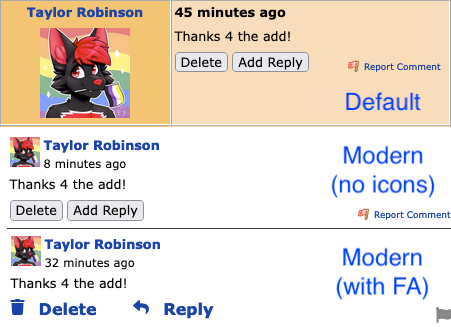 Taylor Robinson
45 minutes ago
Thanks 4 the add!
Delete Add Reply
Report Comment
Default
Taylor Robinson
8 minutes ago
Thanks 4 the add!
Delete Add Reply
Report Comment
Modern
(no icons)
Taylor Robinson
32 minutes ago
Thanks 4 the add!
Delete Reply
Modern
(with FA)